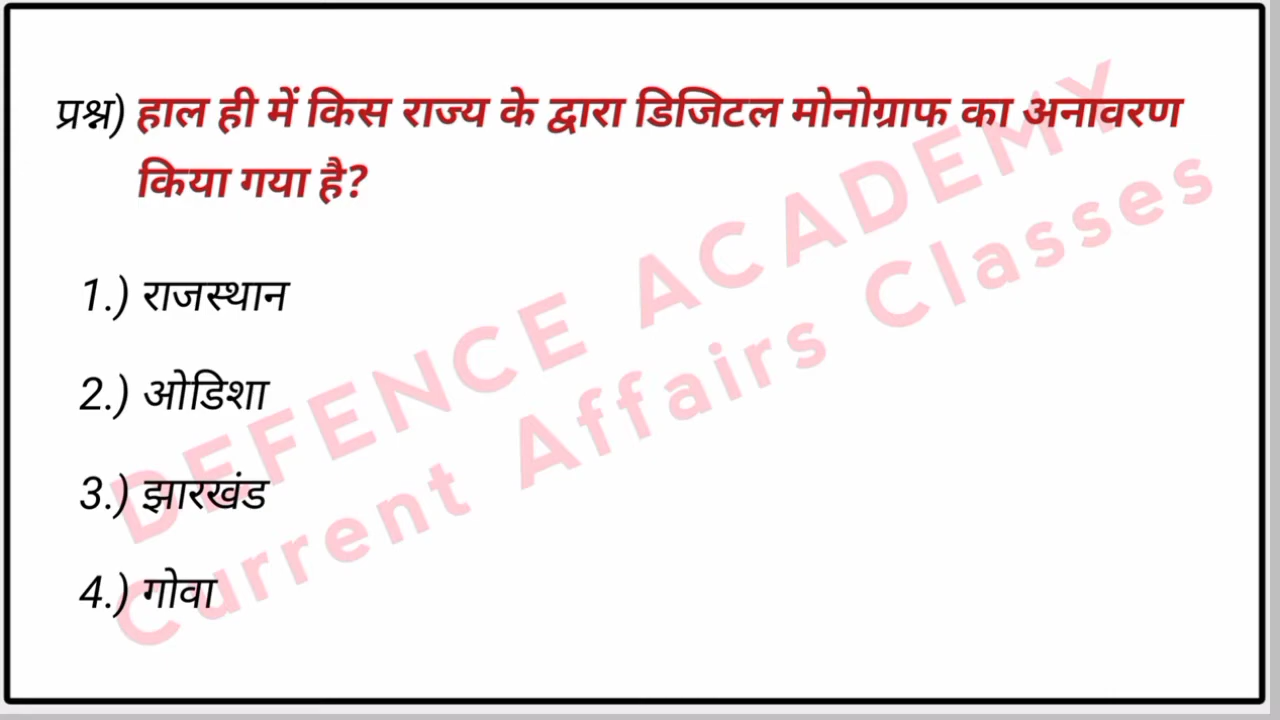 प्रश्न) हाल ही में किस राज्य के द्वारा डिजिटल मोनोग्राफ का अनावरण
किया गया है?
1.) राजस्थान
2.) ओडिशा
3.) झारखंड
4.) गोवा
DEFENCE ACADEMY
Current Affairs Classes